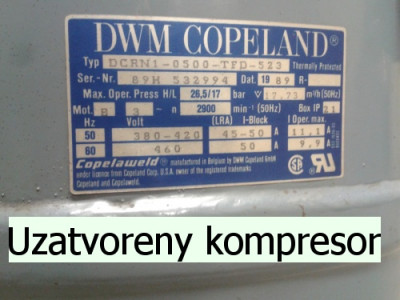 DWM COPELAND®
Typ DCRN1-0500-TFD-523 Thermally Protected
Ser.-Nr. 89H 532994 Dat. 19 89 R-
Max. Oper. Press H/L 26,5/17 bar V 17.73 m³/h (50Hz)
Mot. 3 ~ n 2900 min⁻¹ (50Hz) Box IP
Hz Volt (LRA) I-Block I Oper. max.
50 380-420 45-50 A 11,1 A
60 460 50 A 9,9
Copelaweld® manufactured in Belgium by DWM Copeland GmbH
under licence from Copeland Corp. U.S.A. owner of the registered trademarks
Copeland and Copelaweld.
Uzatvoreny kompresor